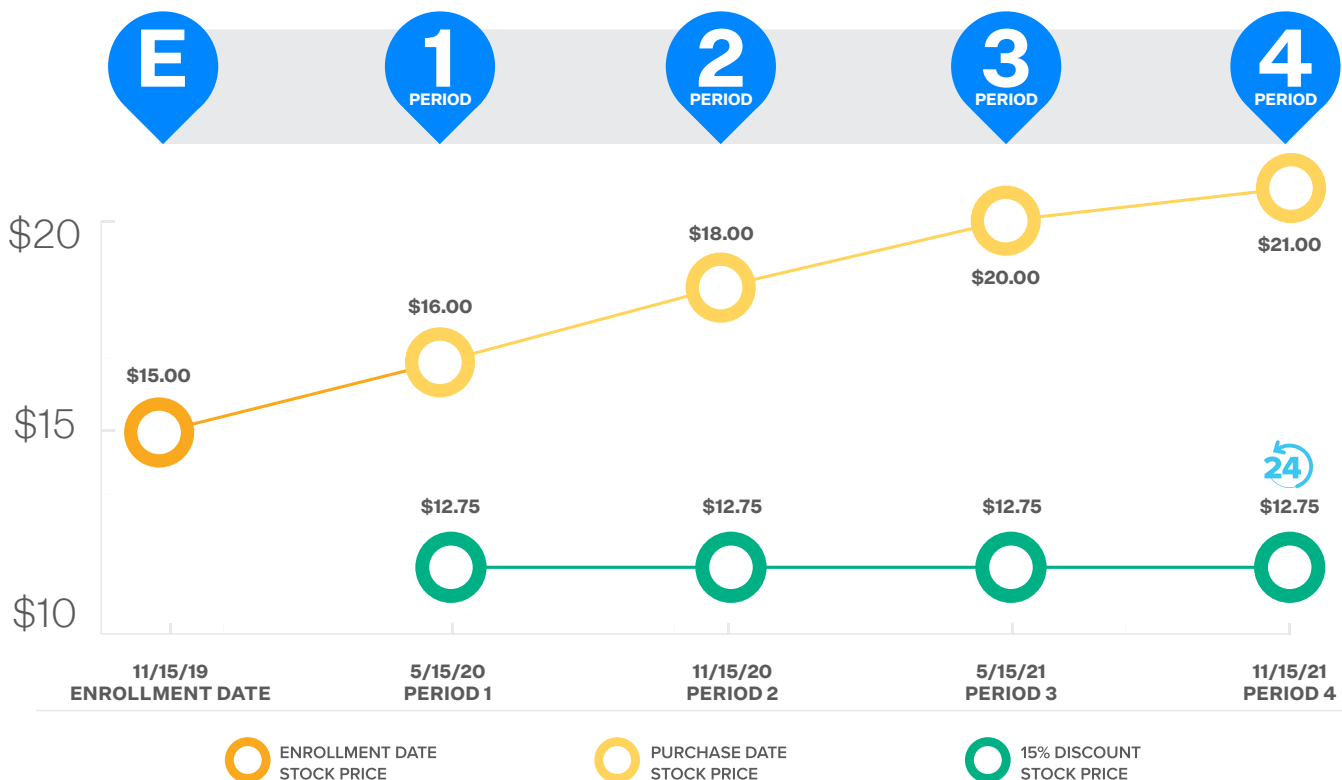 E
1
PERIOD
2
PERIOD
3
PERIOD
4
PERIOD
$20
$15
$10
$15.00
$16.00
$18.00
$20.00
$21.00
24
$12.75
$12.75
$12.75
$12.75
11/15/19
ENROLLMENT DATE
5/15/20
PERIOD 1
11/15/20
PERIOD 2
5/15/21
PERIOD 3
11/15/21
PERIOD 4
ENROLLMENT DATE
STOCK PRICE
PURCHASE DATE
STOCK PRICE
15% DISCOUNT
STOCK PRICE